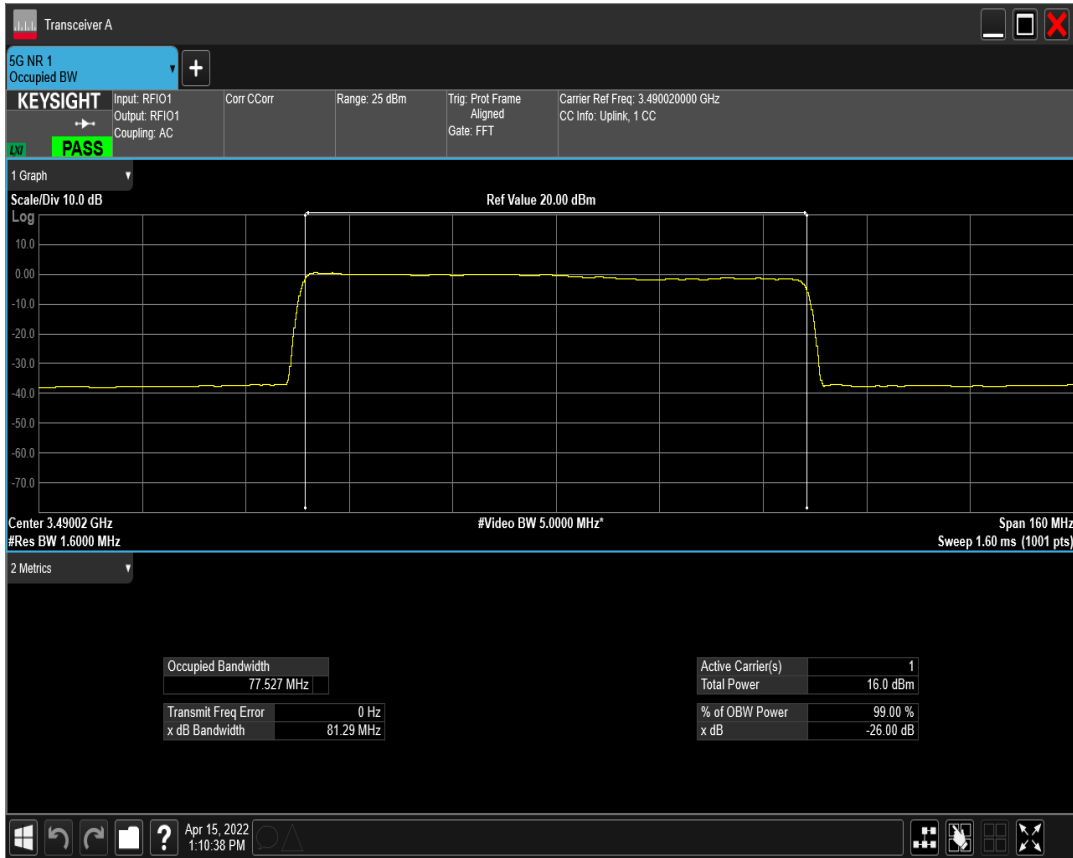 Transceiver A
5G NR 1
Occupied BW
KEYSIGHT
Input: RFIO1
Output: RFIO1
Coupling: AC
Corr CCorr
Range: 25 dBm
Trig: Prot Frame
Aligned
Gate: FFT
Carrier Ref Freq: 3.490020000 GHz
CC Info: Uplink, 1 CC
LXI
PASS
1 Graph
Scale/Div 10.0 dB
Ref Value 20.00 dBm
Log
10.0
0.00
-10.0
-20.0
-30.0
-40.0
-50.0
-60.0
-70.0
Center 3.49002 GHz
#Video BW 5.0000 MHz*
Span 160 MHz
#Res BW 1.6000 MHz
Sweep 1.60 ms (1001 pts)
2 Metrics
Occupied Bandwidth
77.527 MHz
Transmit Freq Error 0 Hz
x dB Bandwidth 81.29 MHz
Active Carrier(s) 1
Total Power 16.0 dBm
% of OBW Power 99.00 %
x dB -26.00 dB
Apr 15, 2022
1:10:38 PM